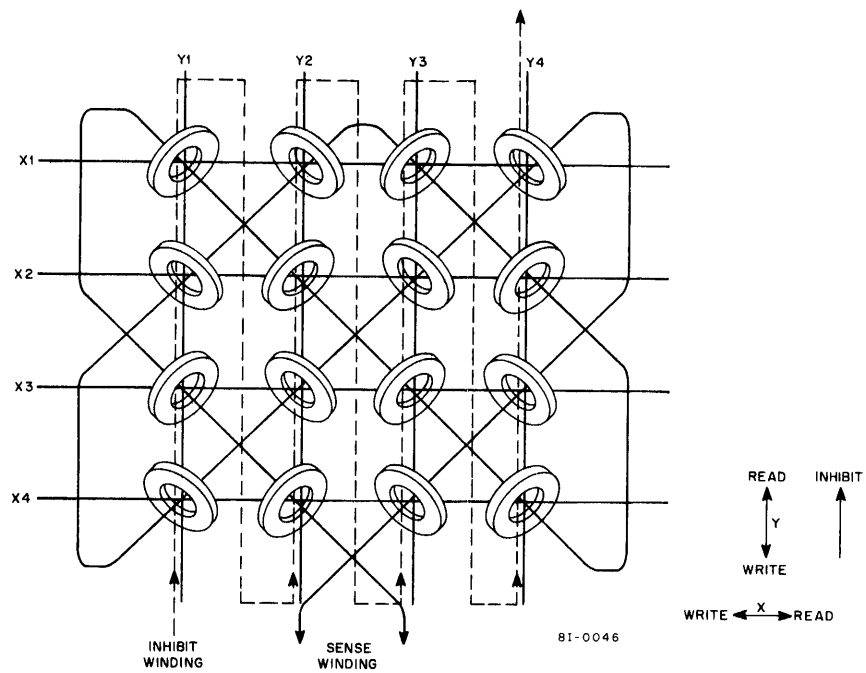 Y1 Y2 Y3 Y4
X1
X2
X3
X4
READ INHIBIT
Y
WRITE
WRITE X READ
INHIBIT
WINDING
SENSE
WINDING
8I-0046